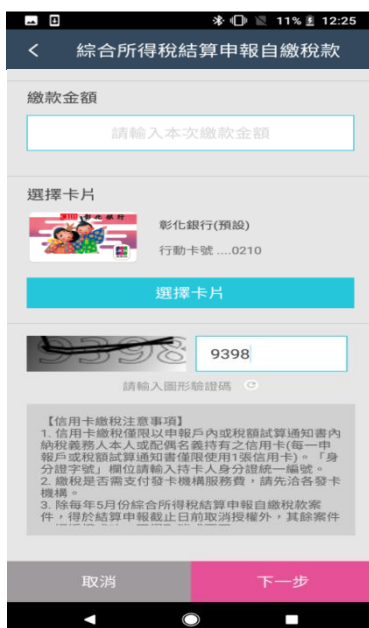 11% 12:25
綜合所得稅結算申報自繳稅款
繳款金額
請輸入本次繳款金額
選擇卡片
彰化銀行
彰化銀行(預設)
行動卡號 ....0210
選擇卡片
9398
9398
請輸入圖形驗證碼
【信用卡繳稅注意事項】
1. 信用卡繳稅僅限以申報戶內或稅額試算通知書內
納稅義務人本人或配偶名義持有之信用卡(每一申
報戶或稅額試算通知書僅限使用1張信用卡)。「身
分證字號」欄位請輸入持卡人身分證統一編號。
2. 繳稅是否需支付發卡機構服務費，請先洽各發卡
機構。
3. 除每年5月份綜合所得稅結算申報自繳稅款案
件，得於結算申報截止日前取消授權外，其餘案件
取消
下一步